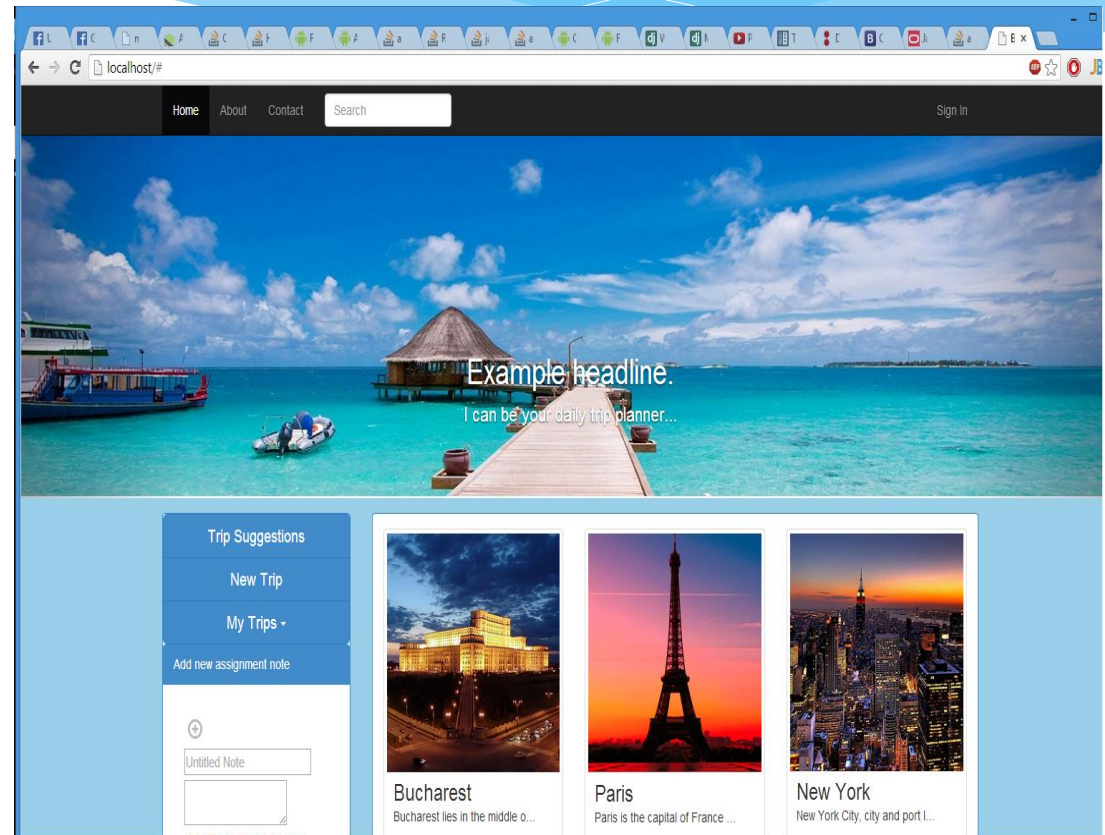 localhost/#
Home About Contact Search Sign In
Example headline.
I can be your daily trip planner...
Trip Suggestions
New Trip
My Trips
Add new assignment note
Untitled Note
Bucharest
Bucharest lies in the middle o...
Paris
Paris is the capital of France ...
New York
New York City, city and port l...